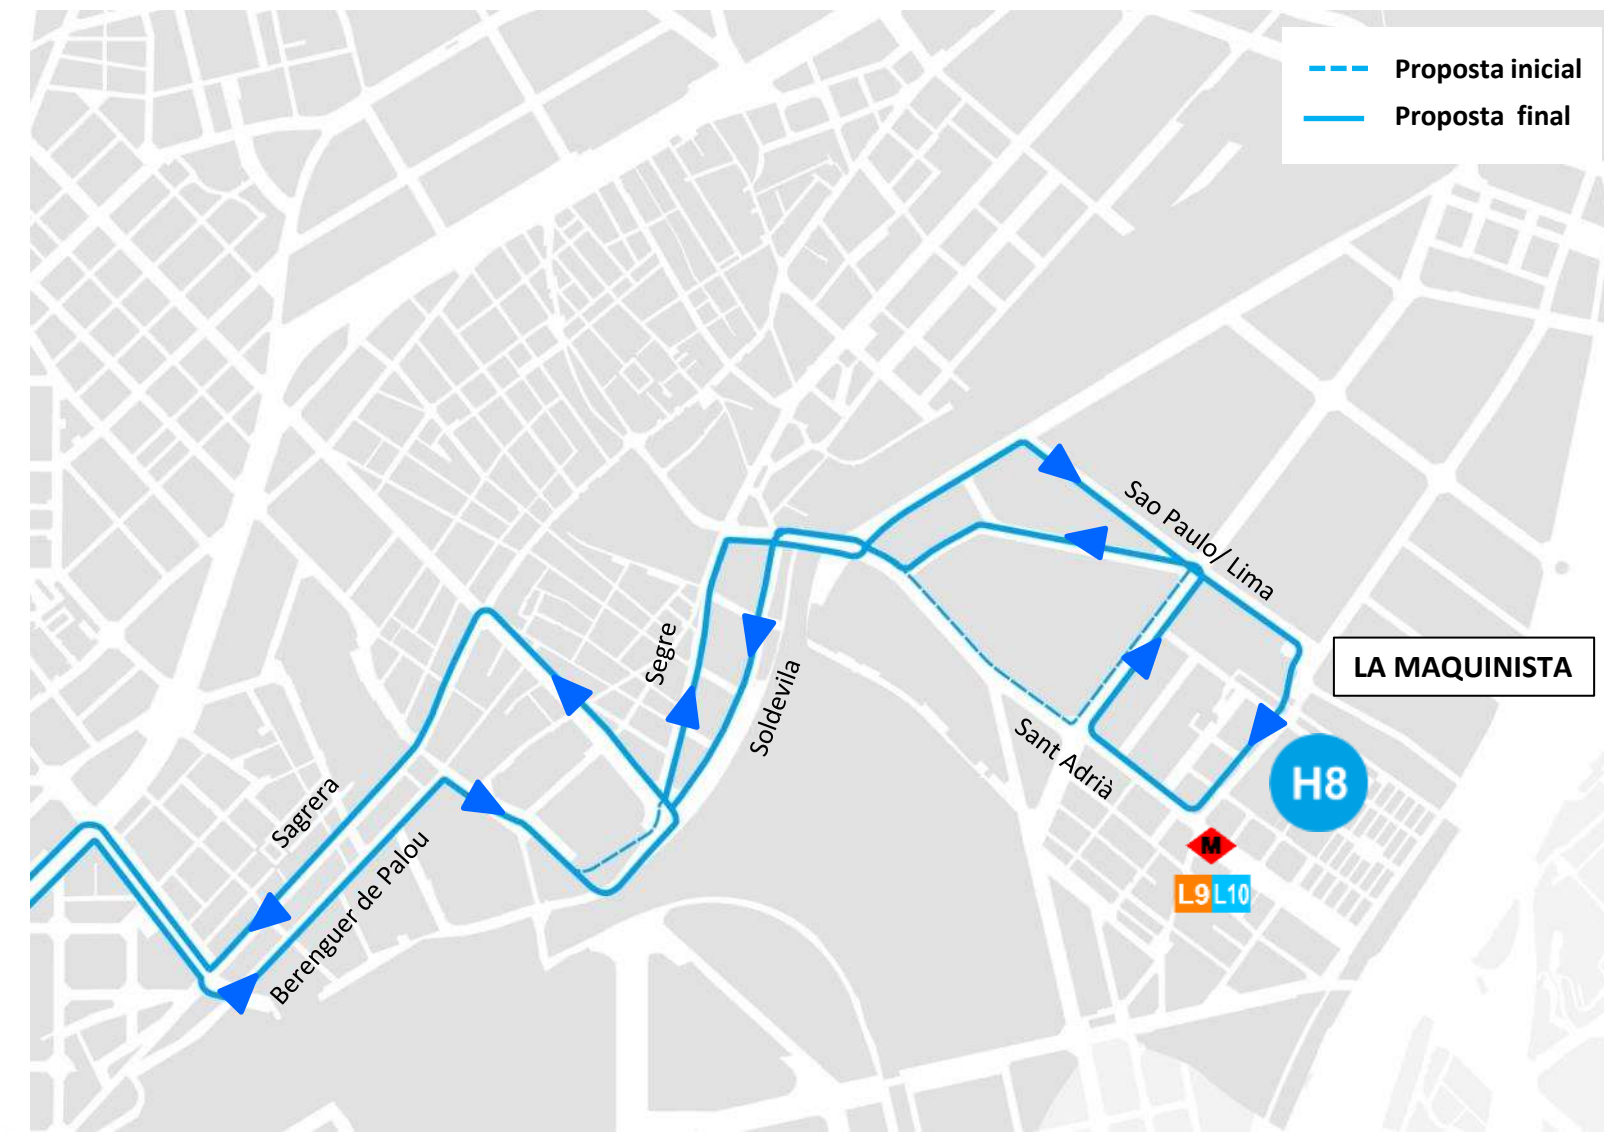 Proposta inicial
Proposta final
Sao Paulo/ Lima
Segre
Soldevila
LA MAQUINISTA
Sant Adrià
H8
Sagrera
Berenguer de Palou
M
L9 L10